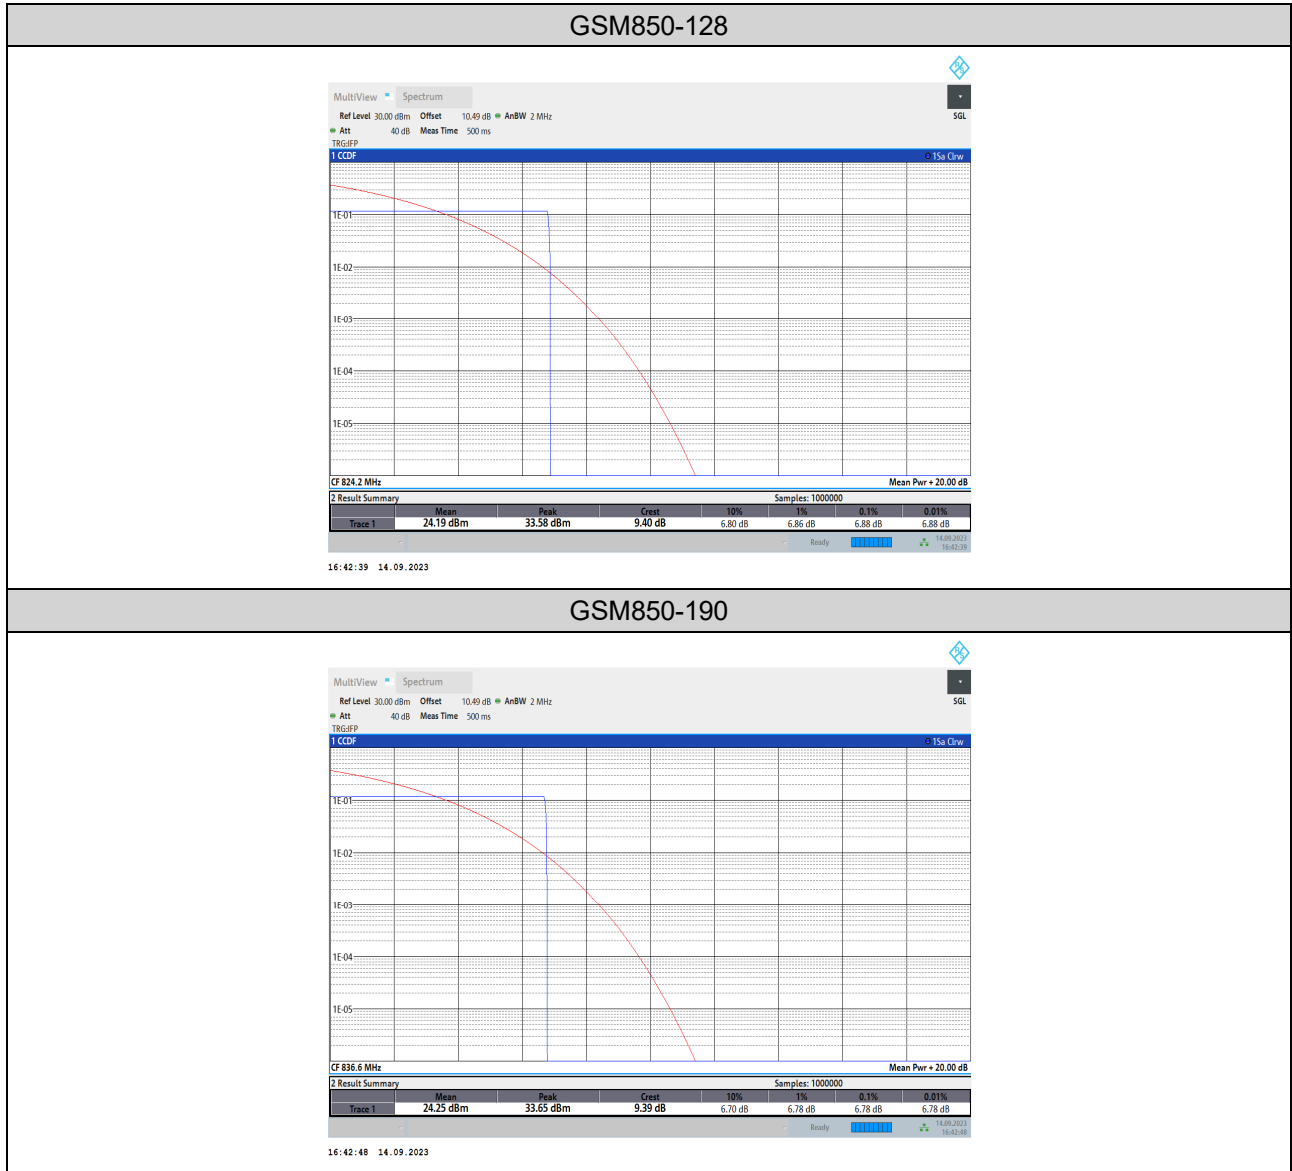 GSM850-128
R S
MultiView Spectrum
Ref Level 30.00 dBm Offset 10.49 dB AnBW 2 MHz SGL
Att 40 dB Meas Time 500 ms
TRG:IFP
1 CCDF 1Sa Clrw
1E-01
1E-02
1E-03
1E-04
1E-05
CF 824.2 MHz Mean Pwr + 20.00 dB
2 Result Summary Samples: 1000000
Mean Peak Crest 10% 1% 0.1% 0.01%
Trace 1 24.19 dBm 33.58 dBm 9.40 dB 6.80 dB 6.86 dB 6.88 dB 6.88 dB
Ready 14.09.2023
16:42:39
16:42:39 14.09.2023
GSM850-190
R S
MultiView Spectrum
Ref Level 30.00 dBm Offset 10.49 dB AnBW 2 MHz SGL
Att 40 dB Meas Time 500 ms
TRG:IFP
1 CCDF 1Sa Clrw
1E-01
1E-02
1E-03
1E-04
1E-05
CF 836.6 MHz Mean Pwr + 20.00 dB
2 Result Summary Samples: 1000000
Mean Peak Crest 10% 1% 0.1% 0.01%
Trace 1 24.25 dBm 33.65 dBm 9.39 dB 6.70 dB 6.78 dB 6.78 dB 6.78 dB
Ready 14.09.2023
16:42:48
16:42:48 14.09.2023